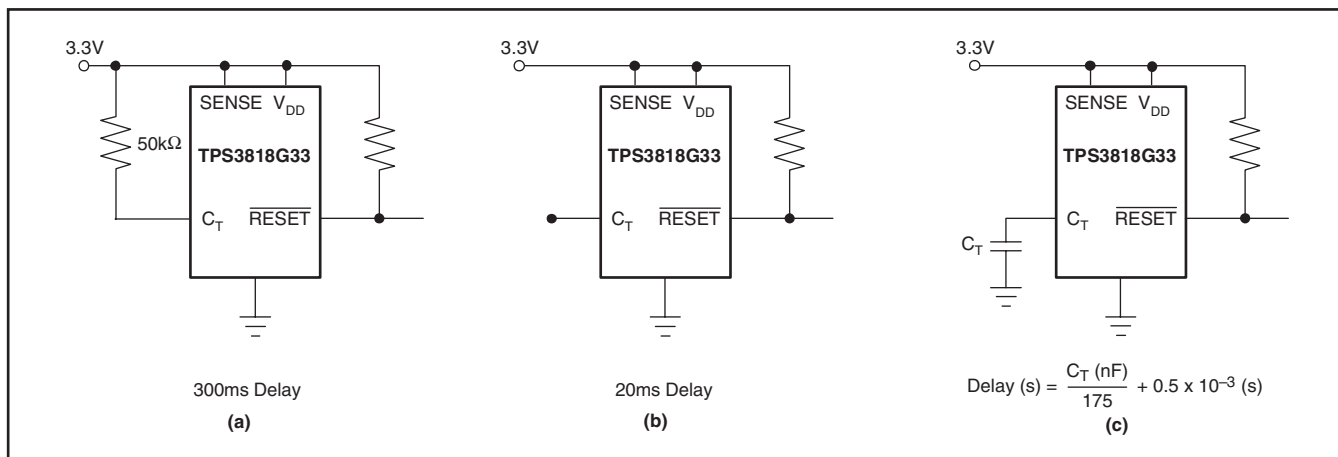 3.3V
SENSE V_DD
50kΩ
TPS3818G33
C_T RESET
300ms Delay
(a)
3.3V
SENSE V_DD
TPS3818G33
C_T RESET
20ms Delay
(b)
3.3V
SENSE V_DD
TPS3818G33
C_T RESET
C_T
Delay (s) = C_T (nF) / 175 + 0.5 x 10^–3 (s)
(c)